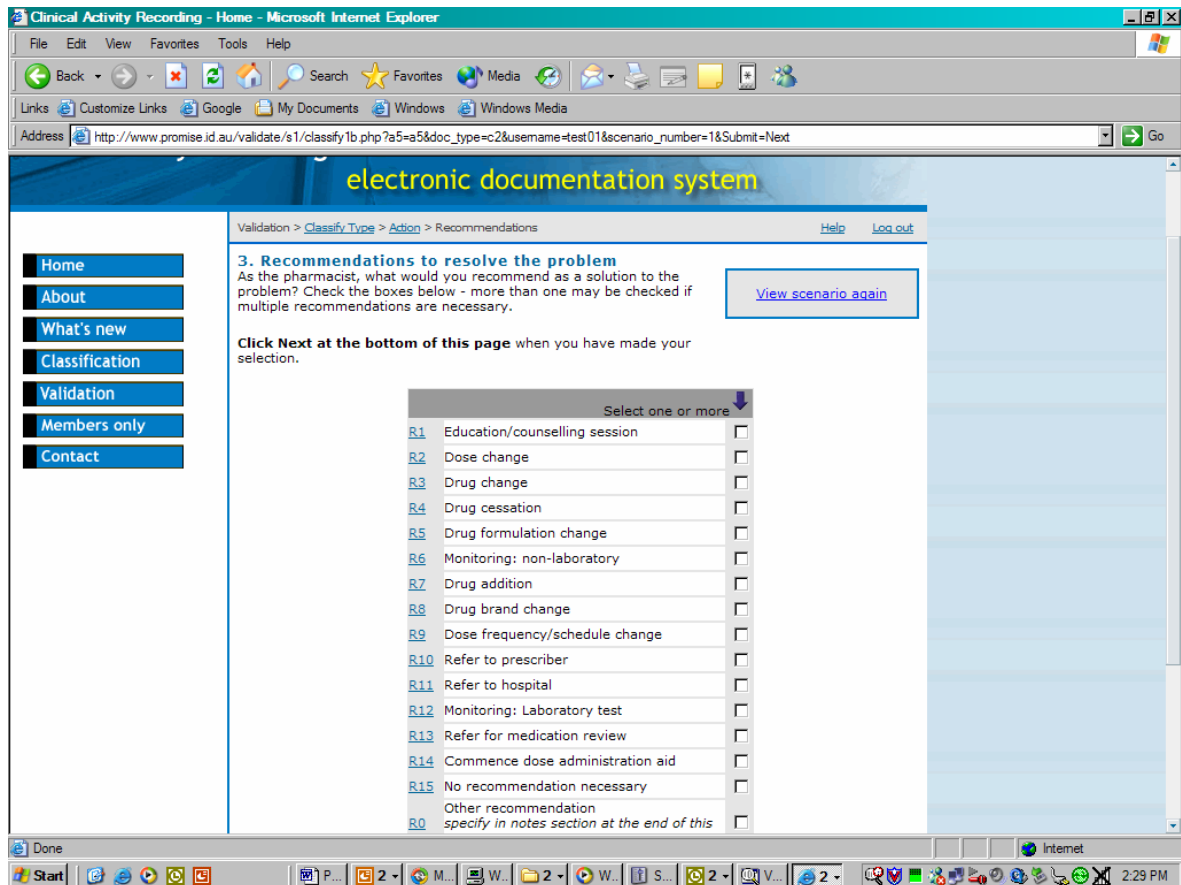 Clinical Activity Recording - Home - Microsoft Internet Explorer
File Edit View Favorites Tools Help
Back Search Favorites Media
Links Customize Links Google My Documents Windows Windows Media
Address http://www.promise.id.au/validate/s1/classify1b.php?a5=a5&doc_type=c2&username=test01&scenario_number=1&Submit=Next Go
electronic documentation system
Validation > Classify Type > Action > Recommendations Help Log out
Home
About
What's new
Classification
Validation
Members only
Contact
3. Recommendations to resolve the problem
As the pharmacist, what would you recommend as a solution to the
problem? Check the boxes below - more than one may be checked if
multiple recommendations are necessary.
View scenario again
Click Next at the bottom of this page when you have made your
selection.
Select one or more
R1 Education/counselling session
R2 Dose change
R3 Drug change
R4 Drug cessation
R5 Drug formulation change
R6 Monitoring: non-laboratory
R7 Drug addition
R8 Drug brand change
R9 Dose frequency/schedule change
R10 Refer to prescriber
R11 Refer to hospital
R12 Monitoring: Laboratory test
R13 Refer for medication review
R14 Commence dose administration aid
R15 No recommendation necessary
Other recommendation
R0 specify in notes section at the end of this
Done Internet
Start P... 2 M... W.. 2 W.. S... 2 V... 2 2:29 PM